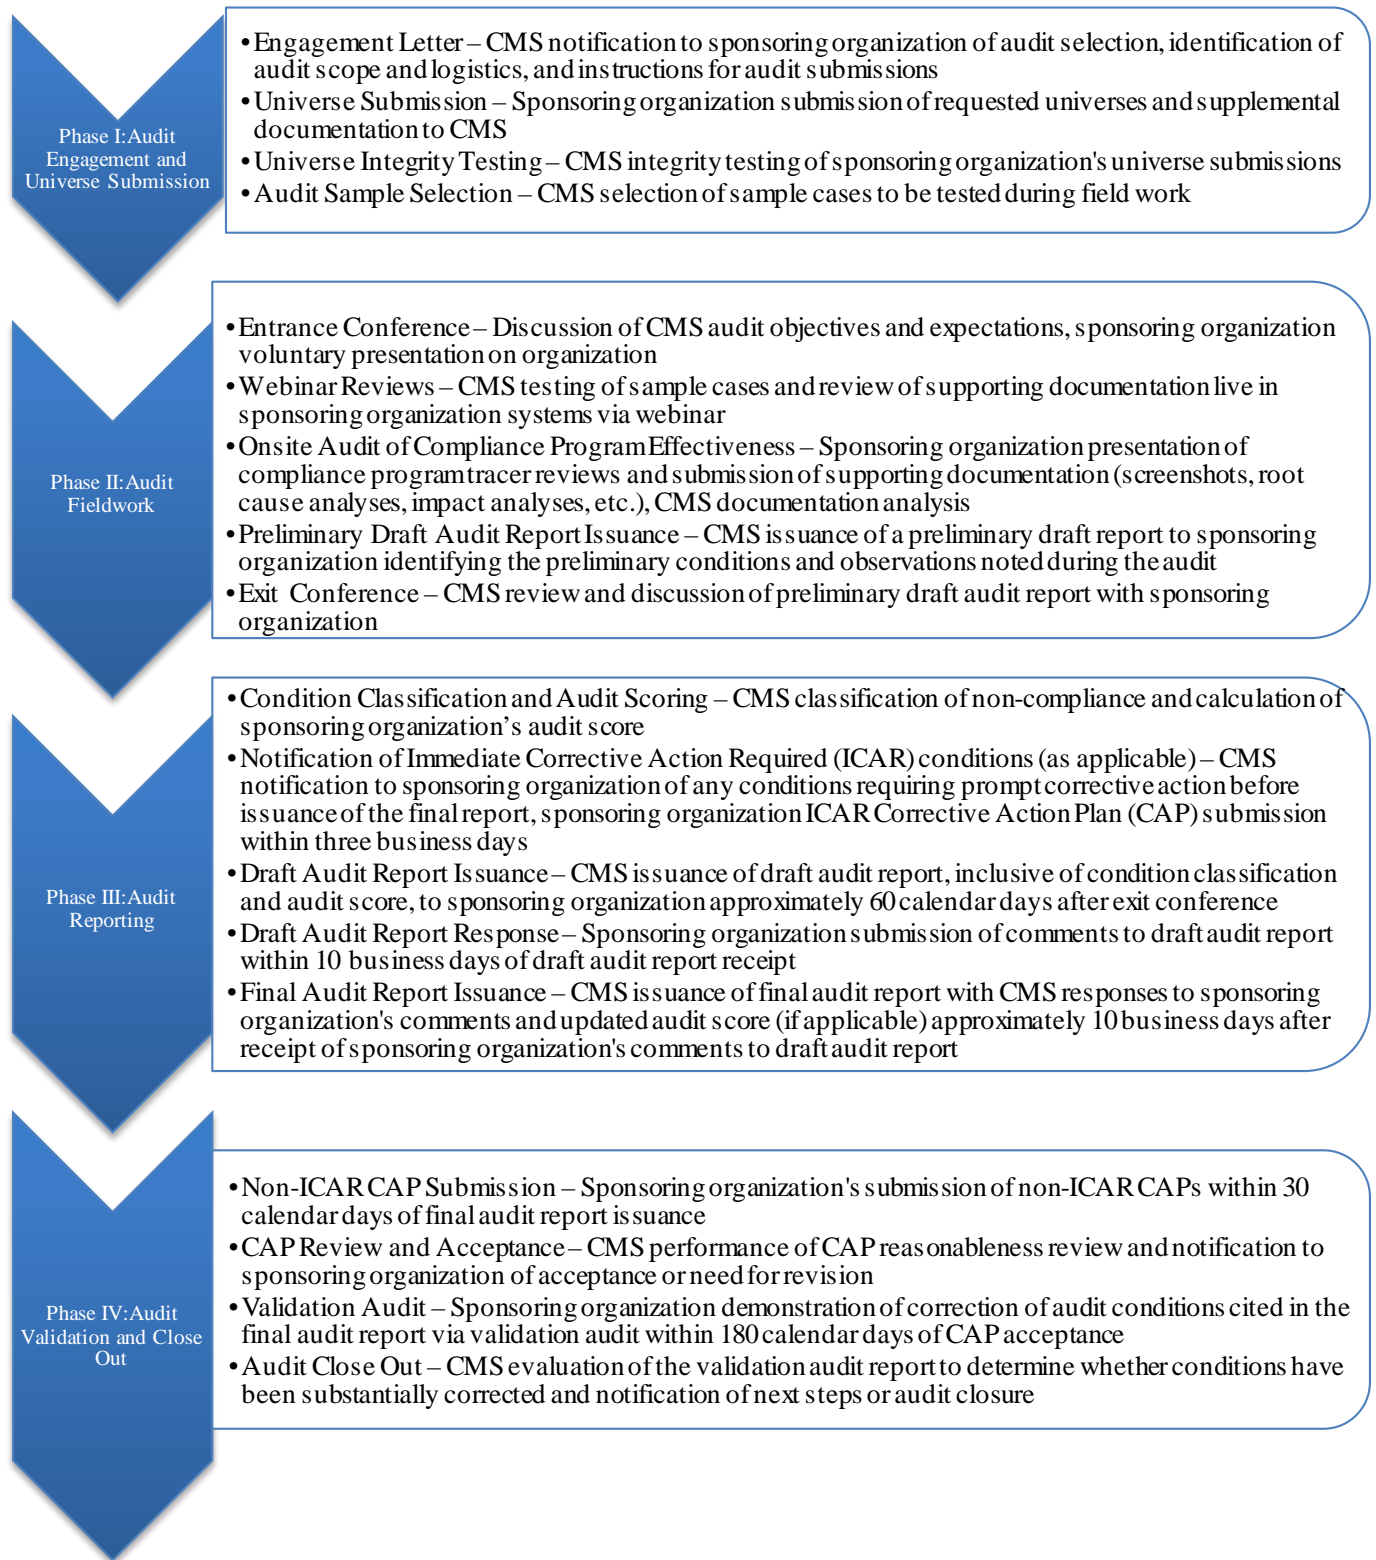 Phase I:Audit
Engagement and
Universe Submission
•Engagement Letter – CMS notification to sponsoring organization of audit selection, identification of
audit scope and logistics, and instructions for audit submissions
•Universe Submission – Sponsoring organization submission of requested universes and supplemental
documentation to CMS
•Universe Integrity Testing – CMS integrity testing of sponsoring organization's universe submissions
•Audit Sample Selection – CMS selection of sample cases to be tested during field work
Phase II:Audit
Fieldwork
•Entrance Conference – Discussion of CMS audit objectives and expectations, sponsoring organization
voluntary presentation on organization
•Webinar Reviews – CMS testing of sample cases and review of supporting documentation live in
sponsoring organization systems via webinar
•Onsite Audit of Compliance Program Effectiveness – Sponsoring organization presentation of
compliance program tracer reviews and submission of supporting documentation (screenshots, root
cause analyses, impact analyses, etc.), CMS documentation analysis
•Preliminary Draft Audit Report Issuance – CMS issuance of a preliminary draft report to sponsoring
organization identifying the preliminary conditions and observations noted during the audit
•Exit Conference – CMS review and discussion of preliminary draft audit report with sponsoring
organization
Phase III:Audit
Reporting
•Condition Classification and Audit Scoring – CMS classification of non-compliance and calculation of
sponsoring organization’s audit score
•Notification of Immediate Corrective Action Required (ICAR) conditions (as applicable) – CMS
notification to sponsoring organization of any conditions requiring prompt corrective action before
issuance of the final report, sponsoring organization ICAR Corrective Action Plan (CAP) submission
within three business days
•Draft Audit Report Issuance – CMS issuance of draft audit report, inclusive of condition classification
and audit score, to sponsoring organization approximately 60 calendar days after exit conference
•Draft Audit Report Response – Sponsoring organization submission of comments to draft audit report
within 10 business days of draft audit report receipt
•Final Audit Report Issuance – CMS issuance of final audit report with CMS responses to sponsoring
organization's comments and updated audit score (if applicable) approximately 10 business days after
receipt of sponsoring organization's comments to draft audit report
Phase IV:Audit
Validation and Close
Out
•Non-ICAR CAP Submission – Sponsoring organization's submission of non-ICAR CAPs within 30
calendar days of final audit report issuance
•CAP Review and Acceptance – CMS performance of CAP reasonableness review and notification to
sponsoring organization of acceptance or need for revision
•Validation Audit – Sponsoring organization demonstration of correction of audit conditions cited in the
final audit report via validation audit within 180 calendar days of CAP acceptance
•Audit Close Out – CMS evaluation of the validation audit report to determine whether conditions have
been substantially corrected and notification of next steps or audit closure